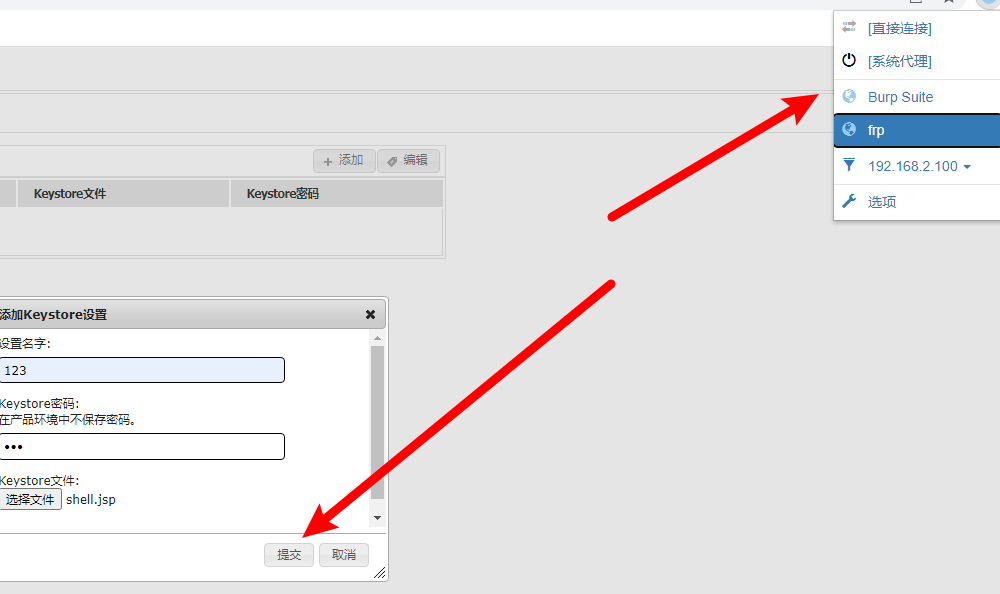 [直接连接]
[系统代理]
Burp Suite
frp
192.168.2.100
选项
添加
编辑
Keystore文件
Keystore密码
添加Keystore设置
设置名字:
123
Keystore密码:
在产品环境中不保存密码。
•••
Keystore文件:
选择文件 shell.jsp
提交
取消